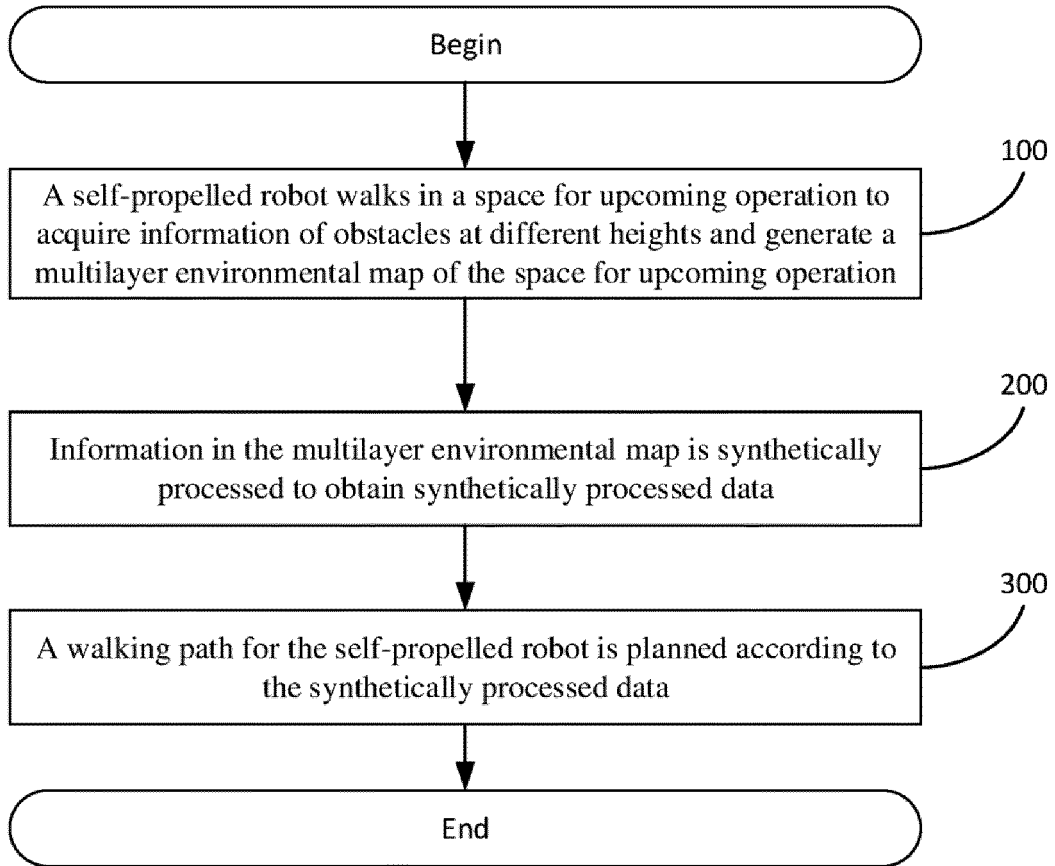 Begin
100
A self-propelled robot walks in a space for upcoming operation to
acquire information of obstacles at different heights and generate a
multilayer environmental map of the space for upcoming operation
200
Information in the multilayer environmental map is synthetically
processed to obtain synthetically processed data
300
A walking path for the self-propelled robot is planned according to
the synthetically processed data
End